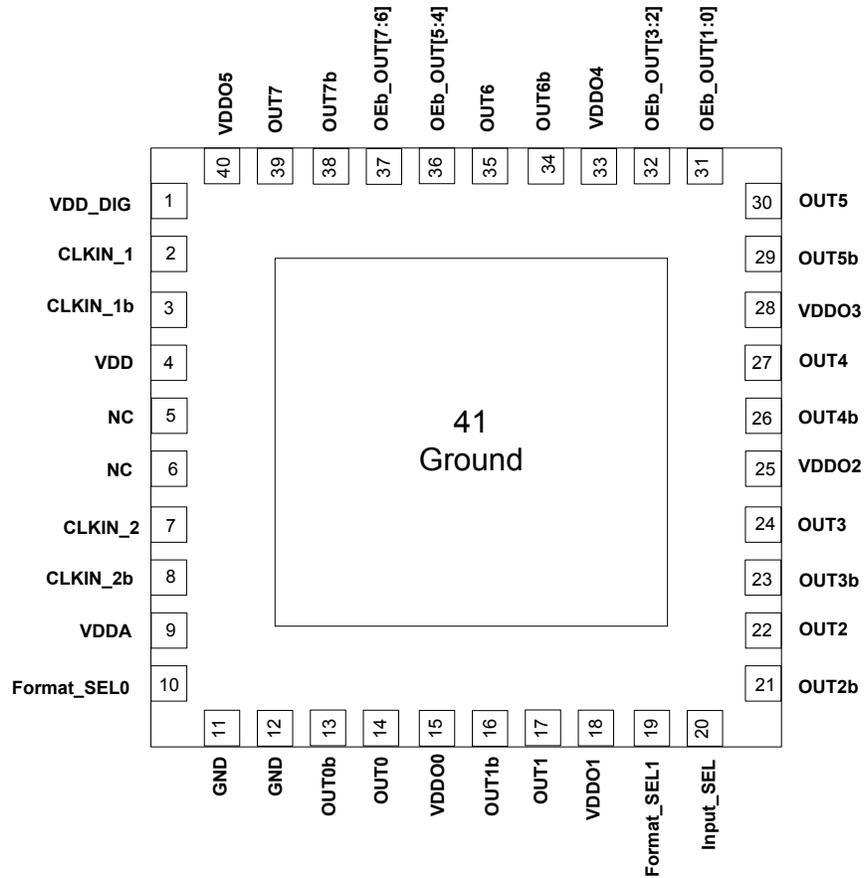 VDDO5
OUT7
OUT7b
OEb_OUT[7:6]
OEb_OUT[5:4]
OUT6
OUT6b
VDDO4
OEb_OUT[3:2]
OEb_OUT[1:0]
40
39
38
37
36
35
34
33
32
31
VDD_DIG 1
CLKIN_1 2
CLKIN_1b 3
VDD 4
NC 5
NC 6
CLKIN_2 7
CLKIN_2b 8
VDDA 9
Format_SEL0 10
41
Ground
30 OUT5
29 OUT5b
28 VDDO3
27 OUT4
26 OUT4b
25 VDDO2
24 OUT3
23 OUT3b
22 OUT2
21 OUT2b
11
12
13
14
15
16
17
18
19
20
GND
GND
OUT0b
OUT0
VDDO0
OUT1b
OUT1
VDDO1
Format_SEL1
Input_SEL